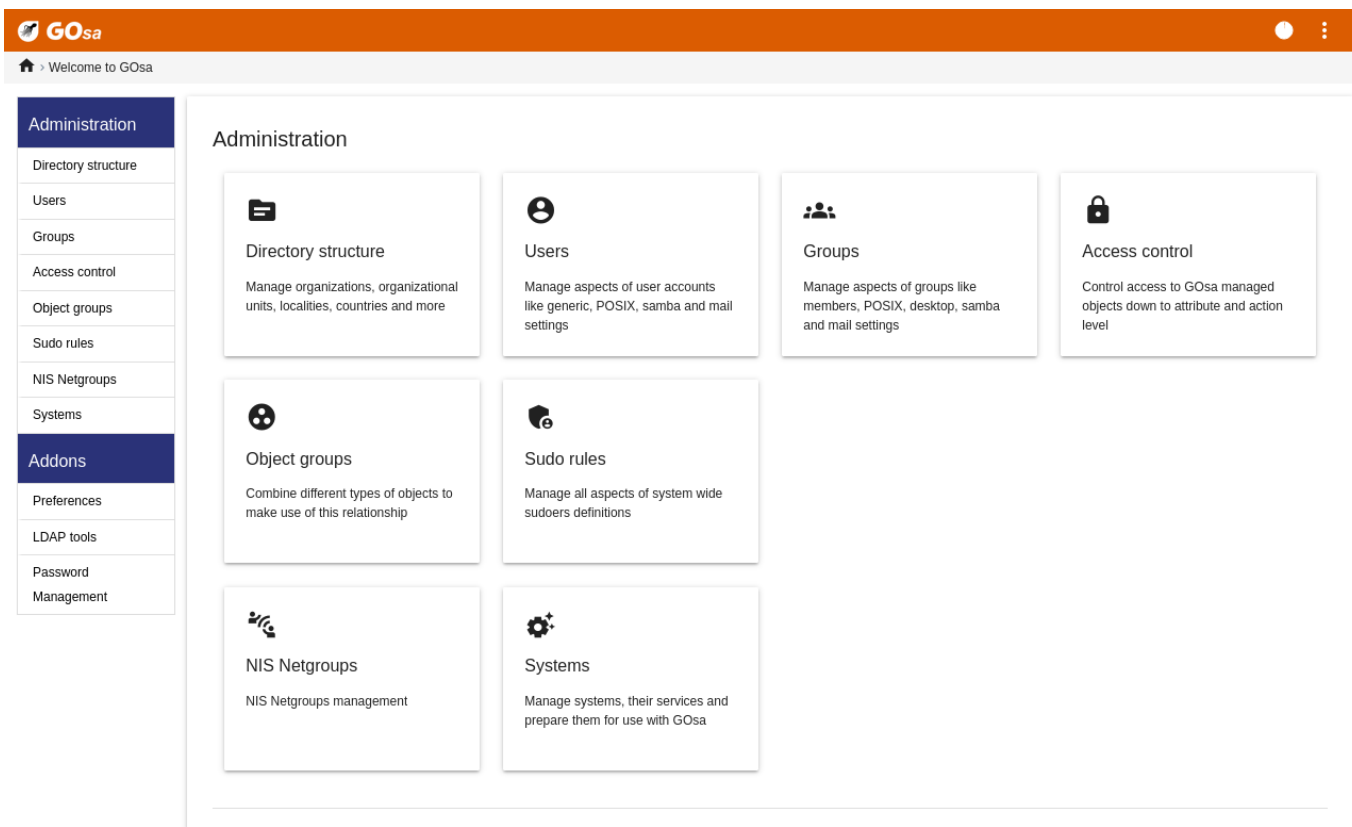 GOsa
› Welcome to GOsa
Administration
Directory structure
Users
Groups
Access control
Object groups
Sudo rules
NIS Netgroups
Systems
Addons
Preferences
LDAP tools
Password
Management
Administration
Directory structure
Manage organizations, organizational
units, localities, countries and more
Users
Manage aspects of user accounts
like generic, POSIX, samba and mail
settings
Groups
Manage aspects of groups like
members, POSIX, desktop, samba
and mail settings
Access control
Control access to GOsa managed
objects down to attribute and action
level
Object groups
Combine different types of objects to
make use of this relationship
Sudo rules
Manage all aspects of system wide
sudoers definitions
NIS Netgroups
NIS Netgroups management
Systems
Manage systems, their services and
prepare them for use with GOsa